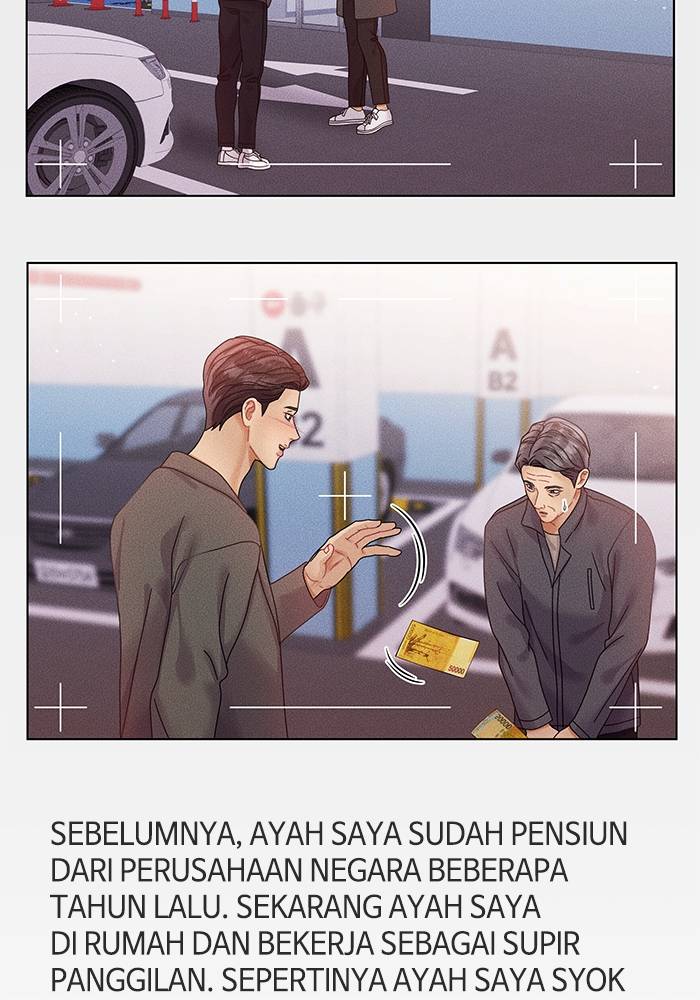 A
2
A
B2
50000
SEBELUMNYA, AYAH SAYA SUDAH PENSIUN
DARI PERUSAHAAN NEGARA BEBERAPA
TAHUN LALU. SEKARANG AYAH SAYA
DI RUMAH DAN BEKERJA SEBAGAI SUPIR
PANGGILAN. SEPERTINYA AYAH SAYA SYOK